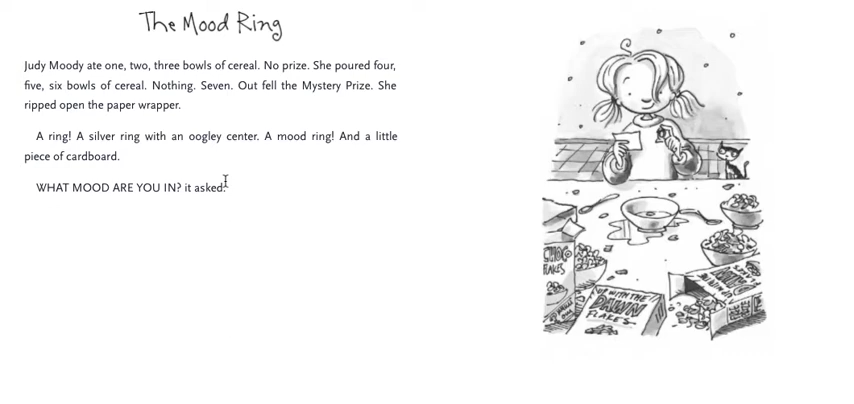 The Mood Ring
Judy Moody ate one, two, three bowls of cereal. No prize. She poured four,
five, six bowls of cereal. Nothing. Seven. Out fell the Mystery Prize. She
ripped open the paper wrapper.
A ring! A silver ring with an oogley center. A mood ring! And a little
piece of cardboard.
WHAT MOOD ARE YOU IN? it asked.
CHOCO
FLAKES
UP WITH THE
DAWN
FLAKES